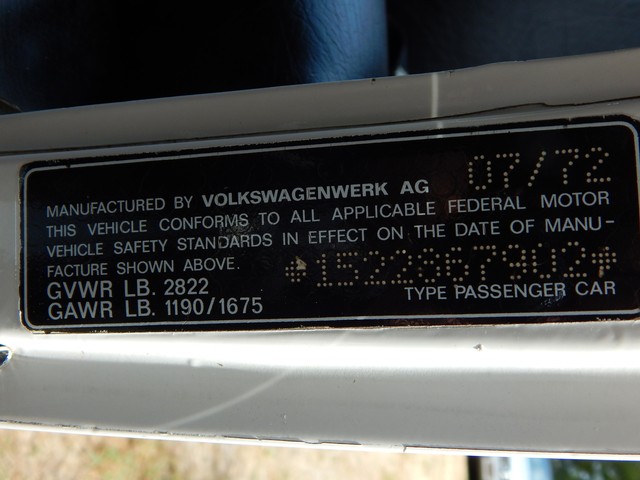 07/72
MANUFACTURED BY VOLKSWAGENWERK AG
THIS VEHICLE CONFORMS TO ALL APPLICABLE FEDERAL MOTOR
VEHICLE SAFETY STANDARDS IN EFFECT ON THE DATE OF MANU-
FACTURE SHOWN ABOVE.
*1522867902*
GVWR LB. 2822
GAWR LB. 1190/1675
TYPE PASSENGER CAR